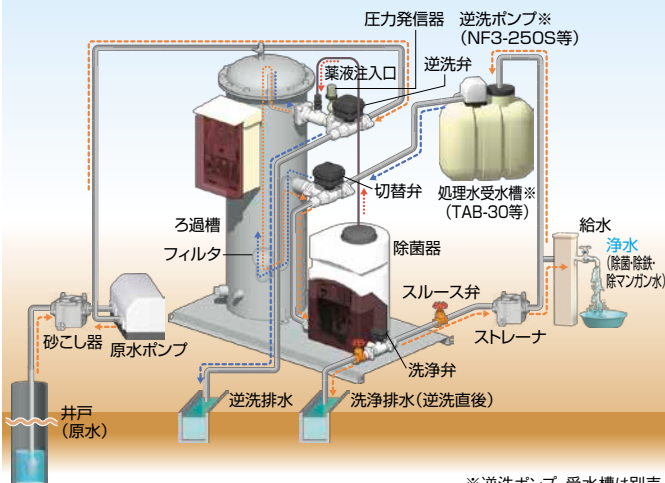 圧力発信器
逆洗ポンプ※
(NF3-250S等)
薬液注入口
逆洗弁
切替弁
処理水受水槽※
(TAB-30等)
ろ過槽
フィルタ
除菌器
給水
浄水
(除菌・除鉄・
除マンガン水)
スルース弁
ストレーナ
砂こし器
原水ポンプ
洗浄弁
井戸
(原水)
逆洗排水
洗浄排水(逆洗直後)